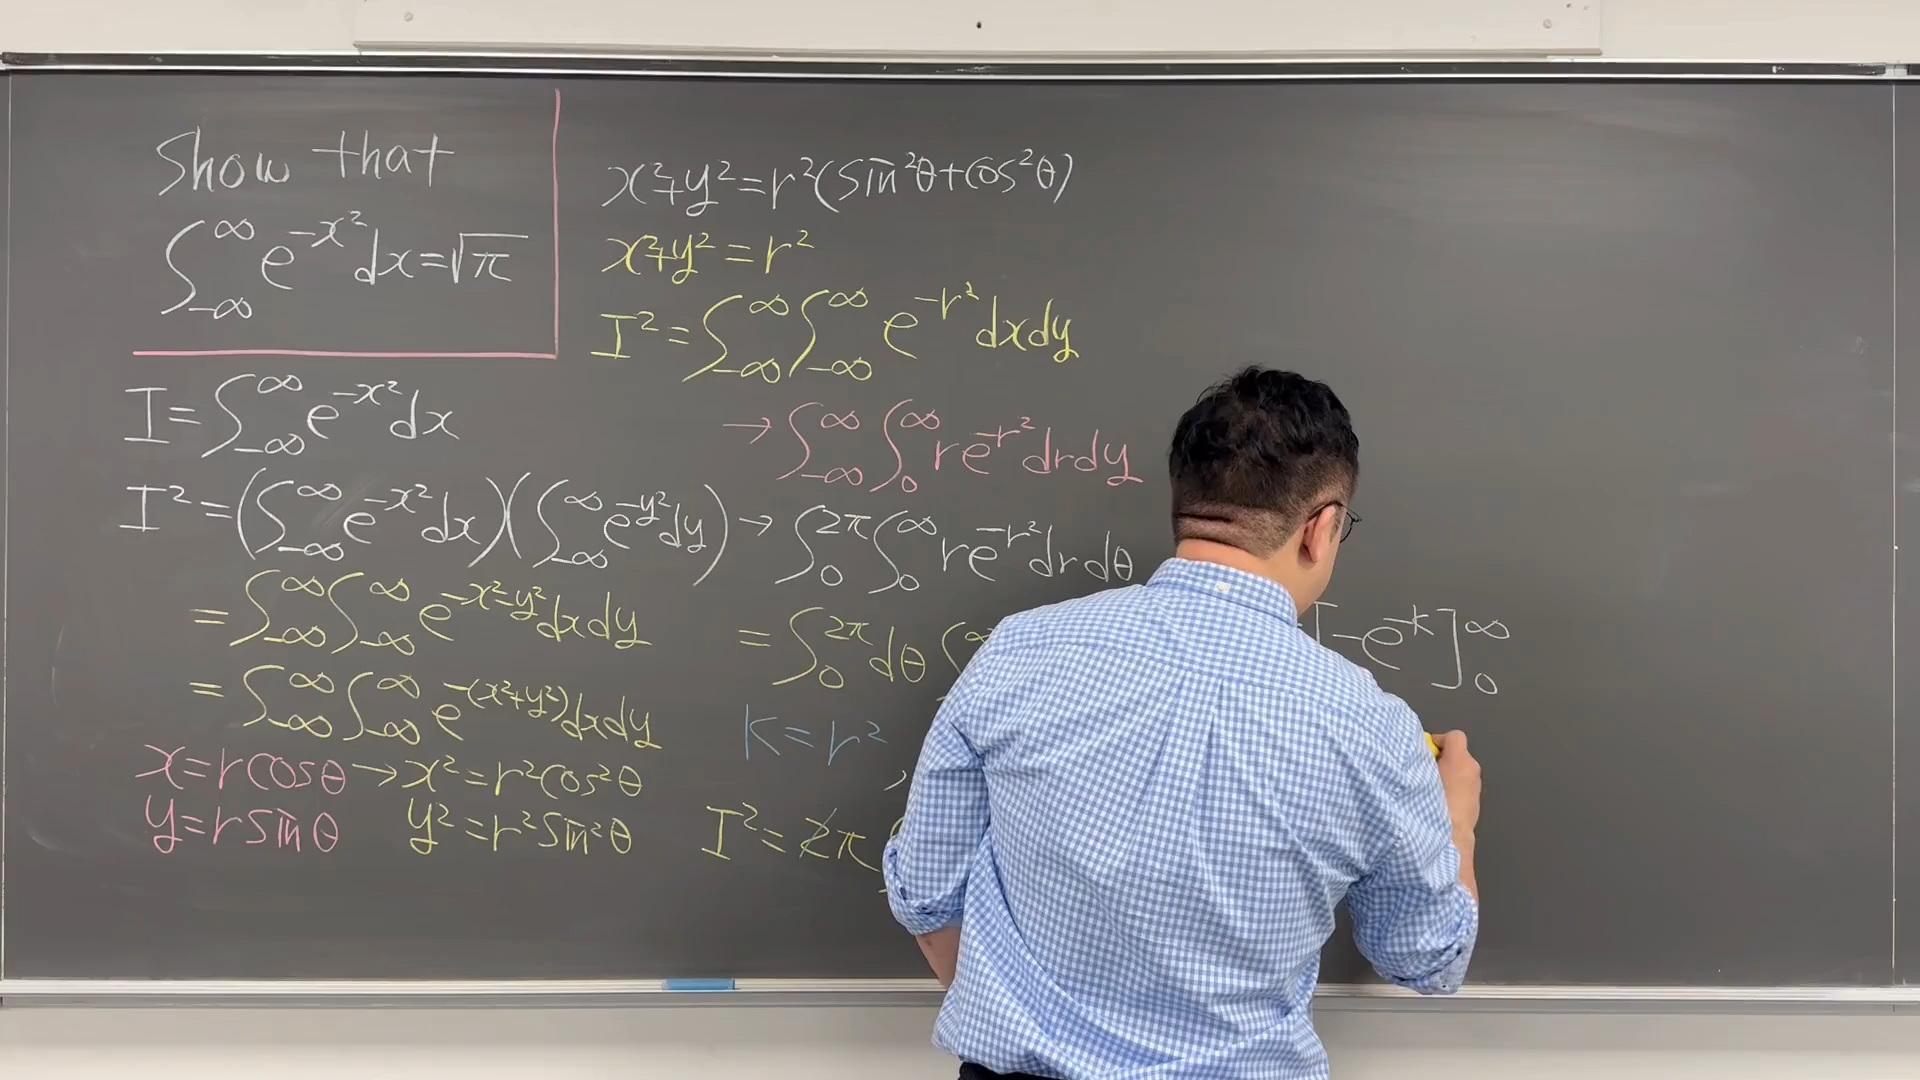 Show that
∫_{-∞}^{∞} e^{-x²} dx = √π
I = ∫_{-∞}^{∞} e^{-x²} dx
I² = (∫_{-∞}^{∞} e^{-x²} dx)(∫_{-∞}^{∞} e^{-y²} dy)
= ∫_{-∞}^{∞} ∫_{-∞}^{∞} e^{-x²-y²} dxdy
= ∫_{-∞}^{∞} ∫_{-∞}^{∞} e^{-(x²+y²)} dxdy
x = rcosθ → x² = r²cos²θ
y = rsinθ y² = r²sin²θ
x²+y² = r²(sin²θ+cos²θ)
x²+y² = r²
I² = ∫_{-∞}^{∞} ∫_{-∞}^{∞} e^{-r²} dxdy
→ ∫_{-∞}^{∞} ∫_{0}^{∞} re^{-r²} drdy
→ ∫_{0}^{2π} ∫_{0}^{∞} re^{-r²} drdθ
= ∫_{0}^{2π} dθ ∫^{∞}
K = r²
I² = 2π
[-e^{-k}]_{0}^{∞}